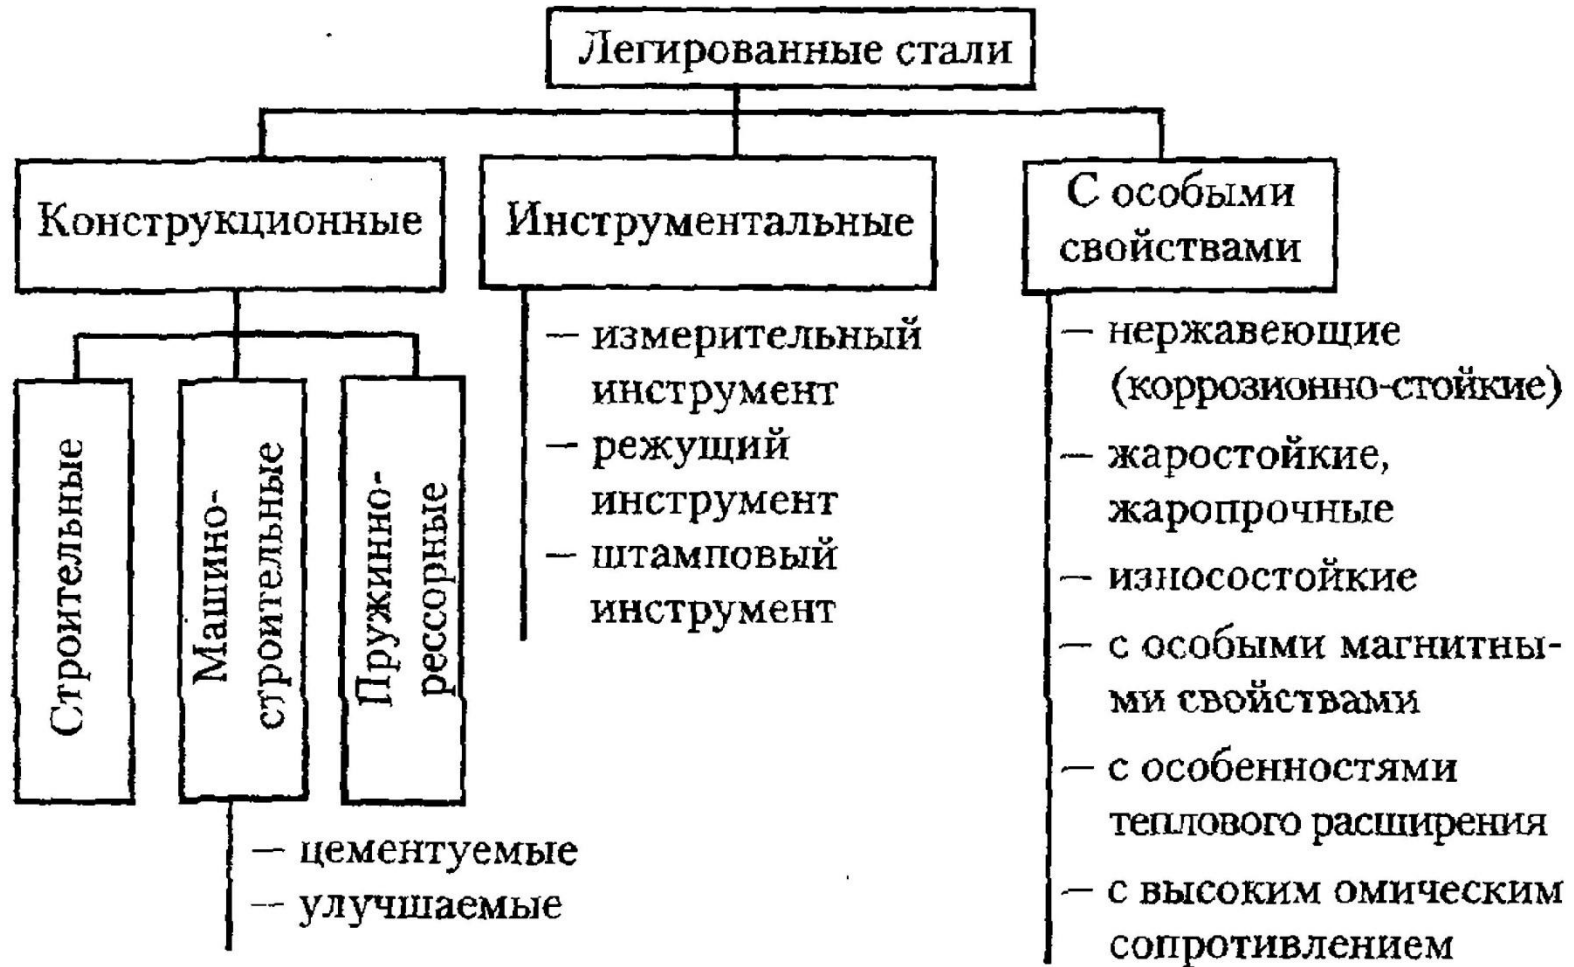 Легированные стали
Конструкционные
Инструментальные
С особыми
свойствами
Строительные
Машино-
строительные
Пружинно-
рессорные
— цементуемые
— улучшаемые
— измерительный
инструмент
— режущий
инструмент
— штамповый
инструмент
— нержавеющие
(коррозионно-стойкие)
— жаростойкие,
жаропрочные
— износостойкие
— с особыми магнитны-
ми свойствами
— с особенностями
теплового расширения
— с высоким омическим
сопротивлением